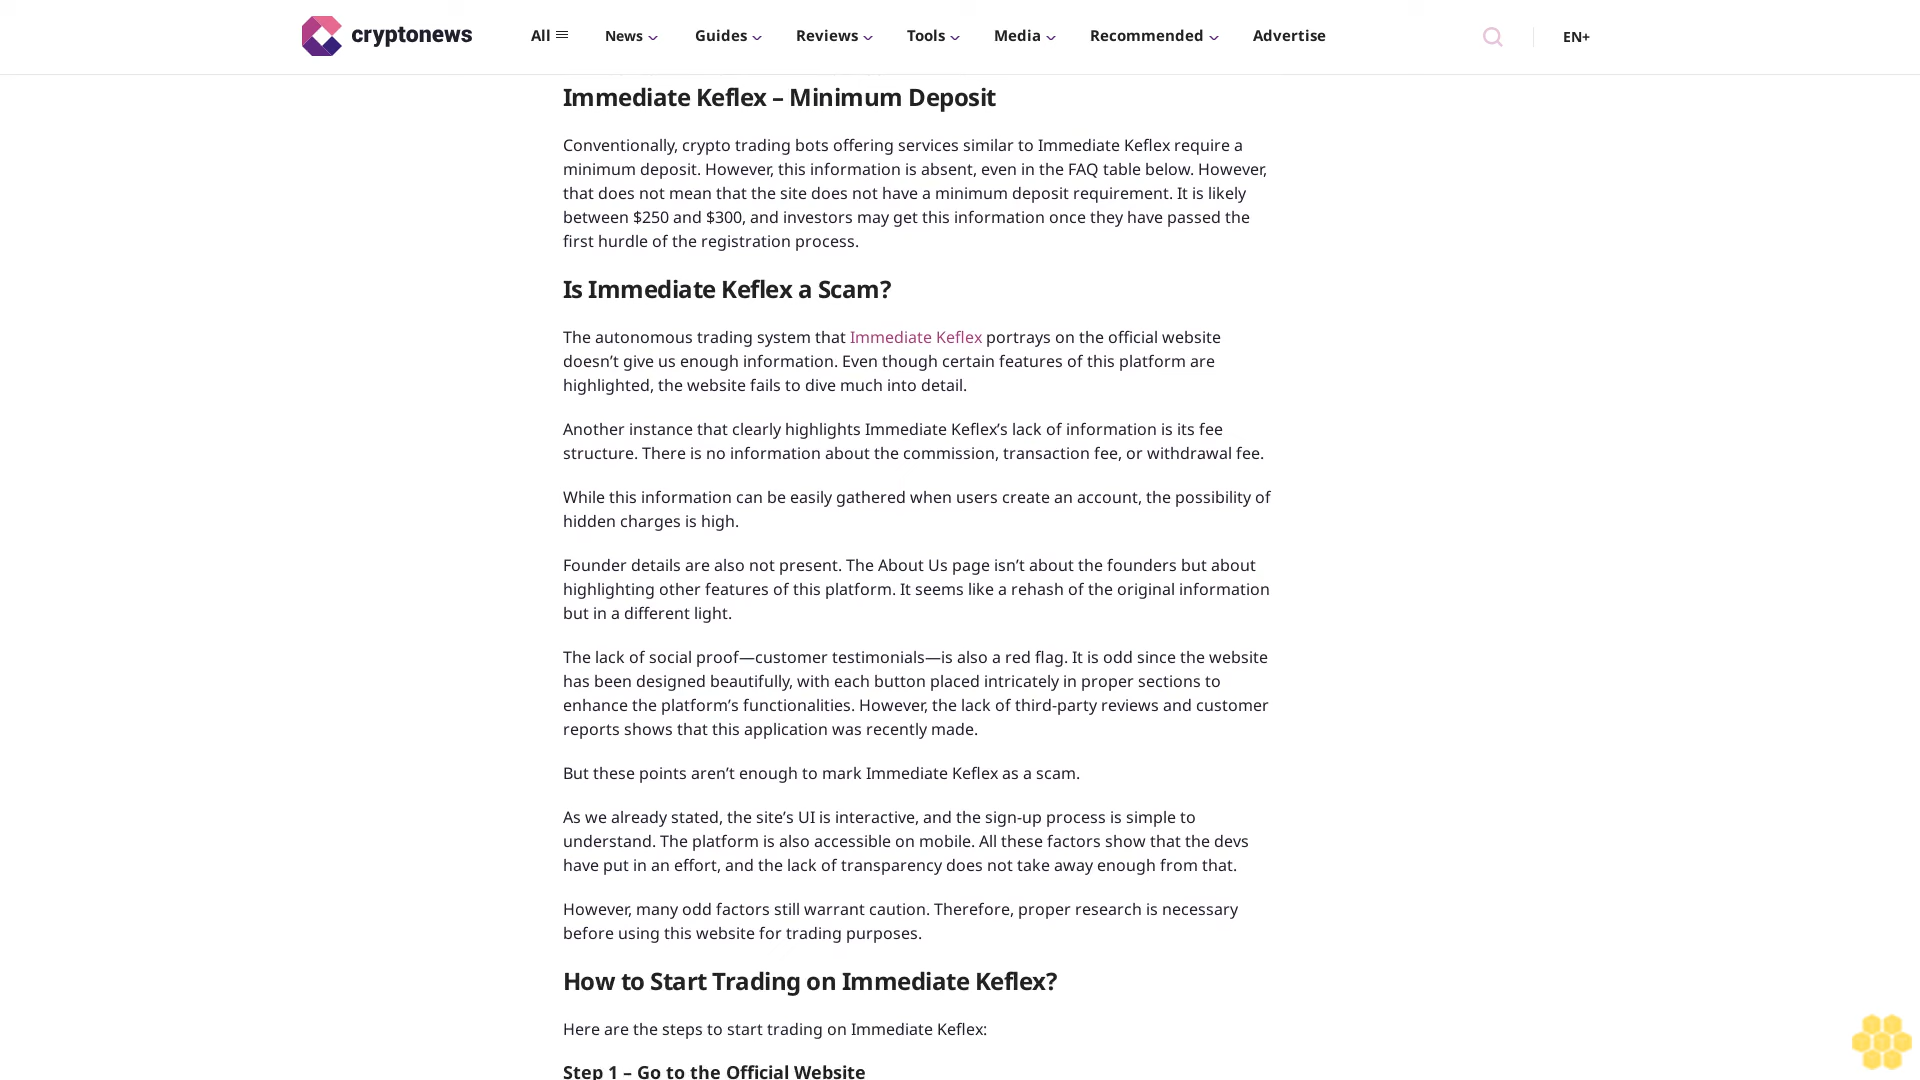 cryptonews
All
News
Guides
Reviews
Tools
Media
Recommended
Advertise
EN+
Immediate Keflex – Minimum Deposit
Conventionally, crypto trading bots offering services similar to Immediate Keflex require a
minimum deposit. However, this information is absent, even in the FAQ table below. However,
that does not mean that the site does not have a minimum deposit requirement. It is likely
between $250 and $300, and investors may get this information once they have passed the
first hurdle of the registration process.
Is Immediate Keflex a Scam?
The autonomous trading system that Immediate Keflex portrays on the official website
doesn’t give us enough information. Even though certain features of this platform are
highlighted, the website fails to dive much into detail.
Another instance that clearly highlights Immediate Keflex’s lack of information is its fee
structure. There is no information about the commission, transaction fee, or withdrawal fee.
While this information can be easily gathered when users create an account, the possibility of
hidden charges is high.
Founder details are also not present. The About Us page isn’t about the founders but about
highlighting other features of this platform. It seems like a rehash of the original information
but in a different light.
The lack of social proof—customer testimonials—is also a red flag. It is odd since the website
has been designed beautifully, with each button placed intricately in proper sections to
enhance the platform’s functionalities. However, the lack of third-party reviews and customer
reports shows that this application was recently made.
But these points aren’t enough to mark Immediate Keflex as a scam.
As we already stated, the site’s UI is interactive, and the sign-up process is simple to
understand. The platform is also accessible on mobile. All these factors show that the devs
have put in an effort, and the lack of transparency does not take away enough from that.
However, many odd factors still warrant caution. Therefore, proper research is necessary
before using this website for trading purposes.
How to Start Trading on Immediate Keflex?
Here are the steps to start trading on Immediate Keflex:
Step 1 – Go to the Official Website